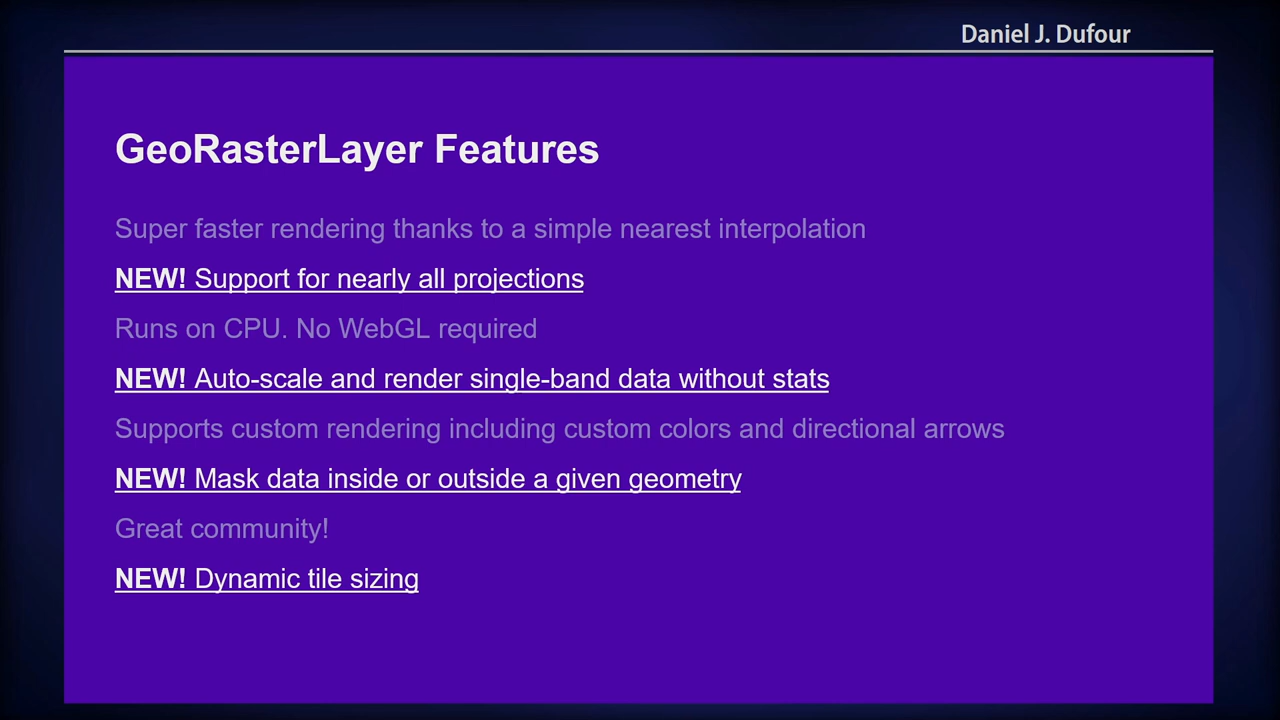 Daniel J. Dufour
GeoRasterLayer Features
Super faster rendering thanks to a simple nearest interpolation
NEW! Support for nearly all projections
Runs on CPU. No WebGL required
NEW! Auto-scale and render single-band data without stats
Supports custom rendering including custom colors and directional arrows
NEW! Mask data inside or outside a given geometry
Great community!
NEW! Dynamic tile sizing